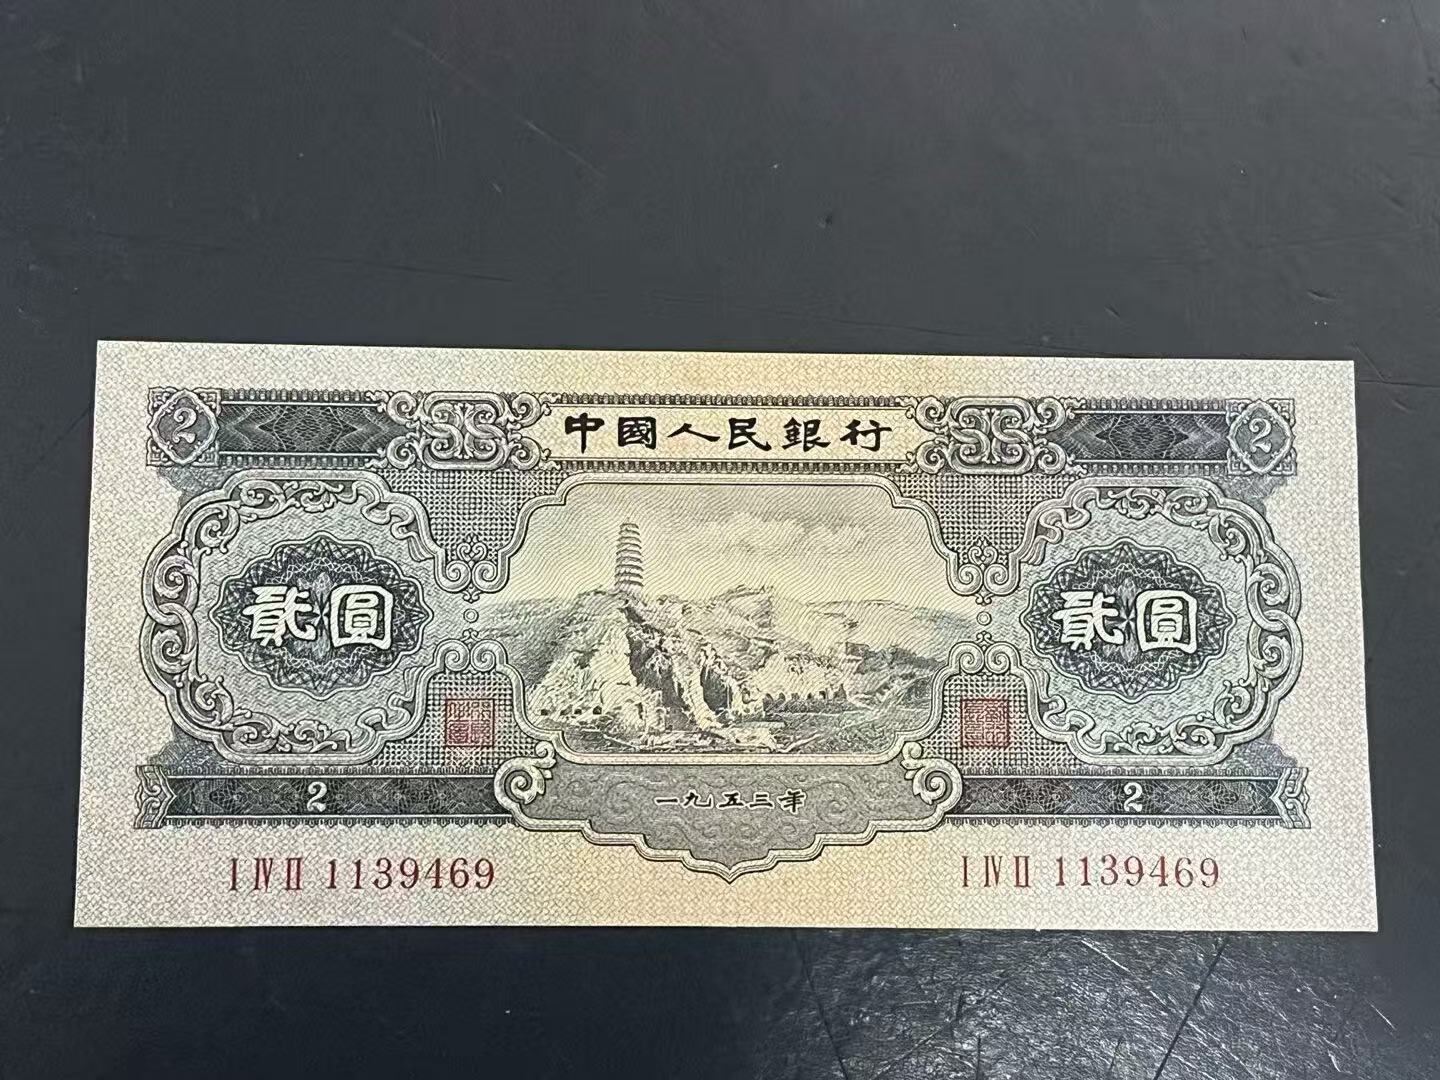 2 中國人民銀行 2
貳圓 貳圓
2 一九五三年 2
I IV II 1139469 I IV II 1139469